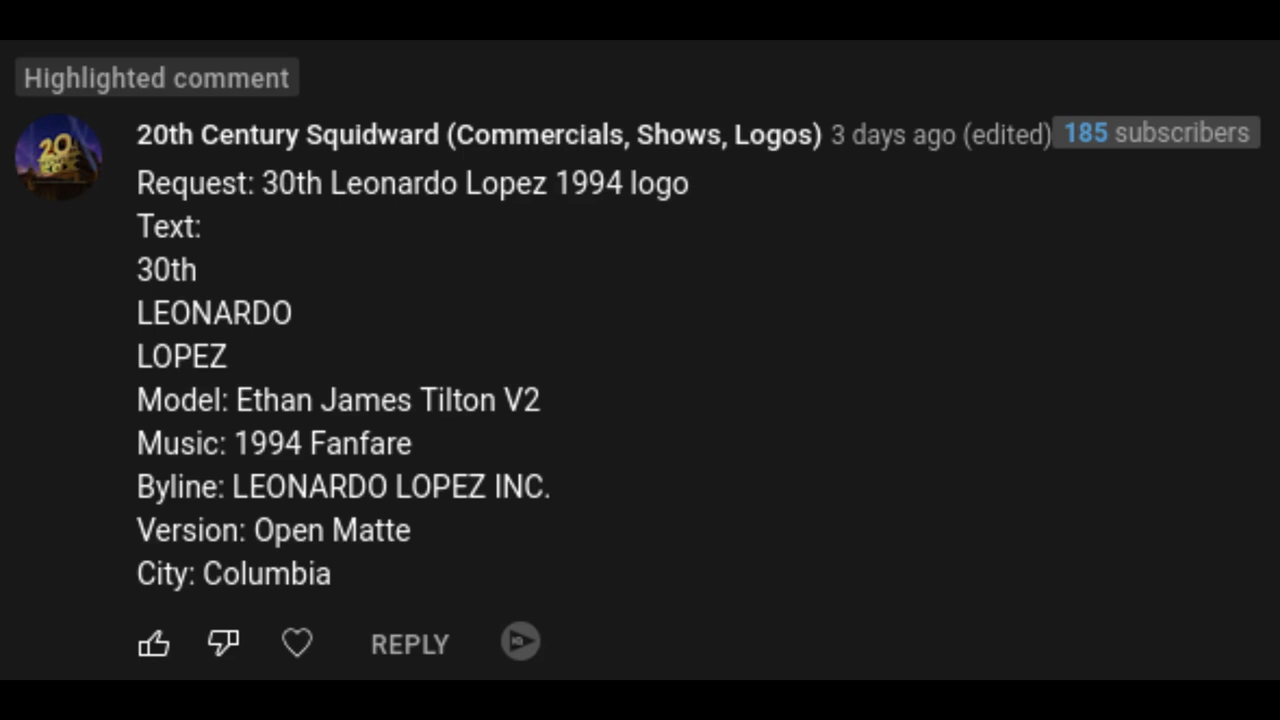 Highlighted comment
20th Century Squidward (Commercials, Shows, Logos) 3 days ago (edited) 185 subscribers
Request: 30th Leonardo Lopez 1994 logo
Text:
30th
LEONARDO
LOPEZ
Model: Ethan James Tilton V2
Music: 1994 Fanfare
Byline: LEONARDO LOPEZ INC.
Version: Open Matte
City: Columbia
REPLY